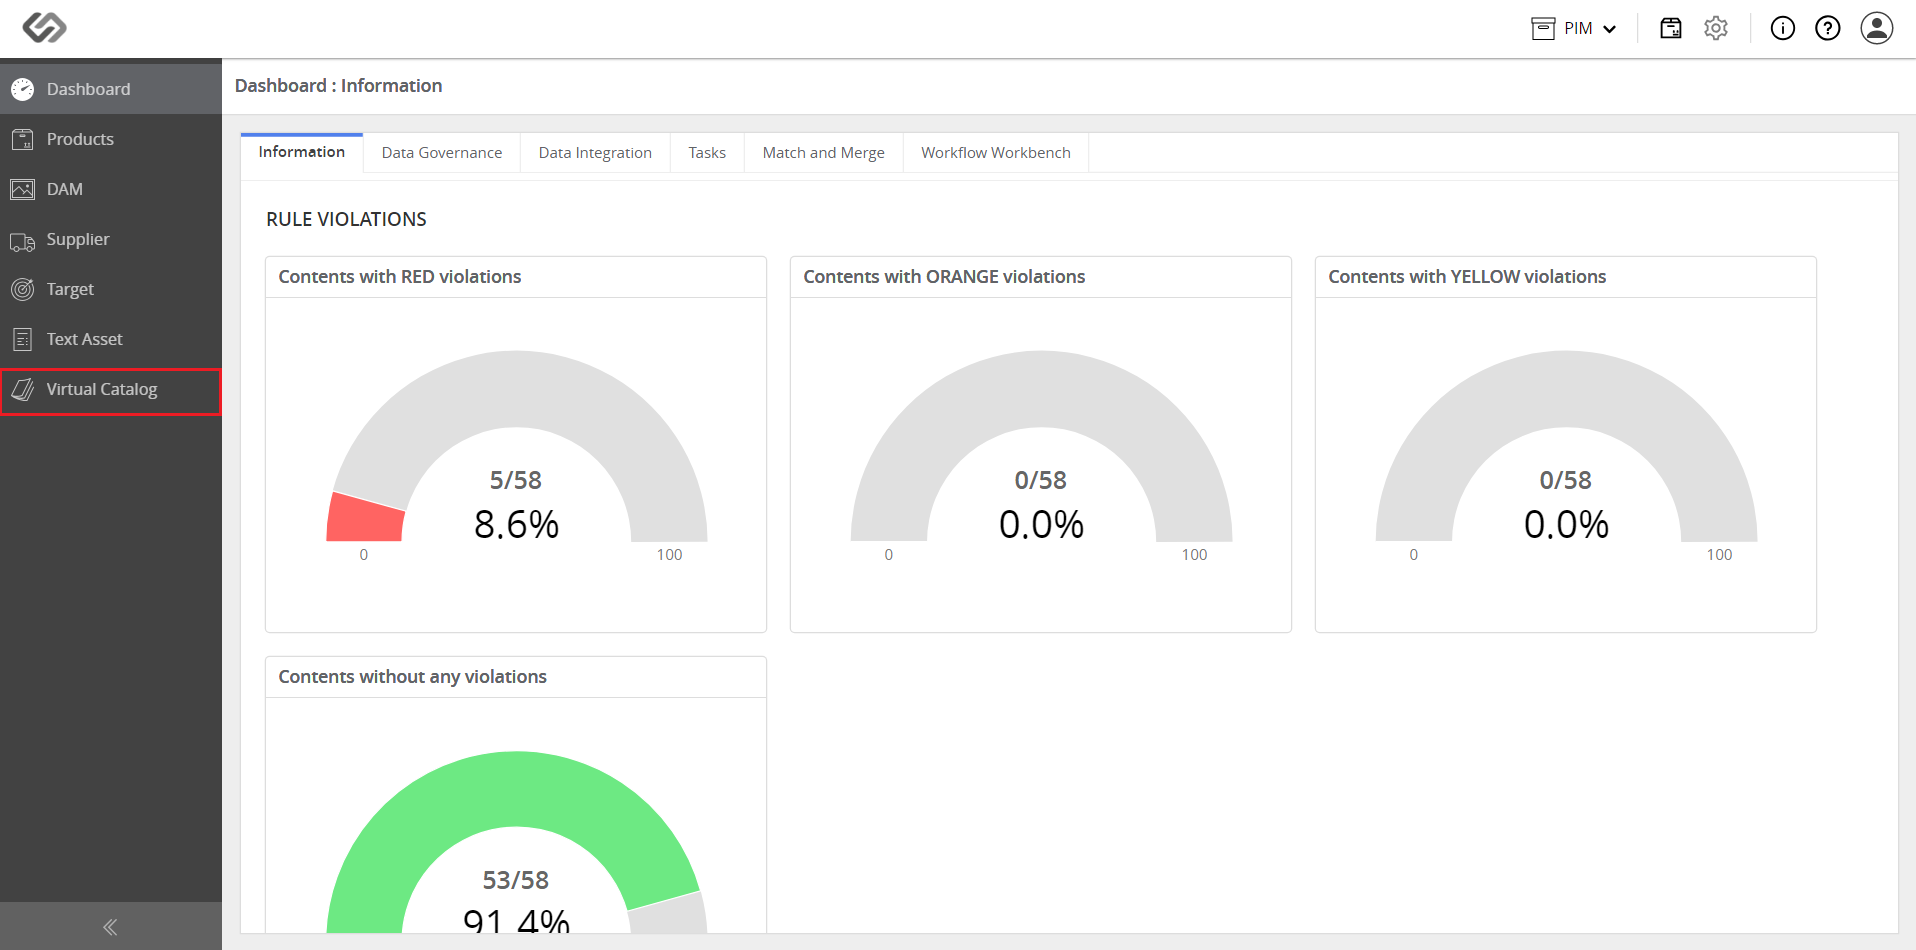 PIM
Dashboard
Products
DAM
Supplier
Target
Text Asset
Virtual Catalog
Dashboard : Information
Information
Data Governance
Data Integration
Tasks
Match and Merge
Workflow Workbench
RULE VIOLATIONS
Contents with RED violations
5/58
8.6%
0
100
Contents with ORANGE violations
0/58
0.0%
0
100
Contents with YELLOW violations
0/58
0.0%
0
100
Contents without any violations
53/58
91.4%